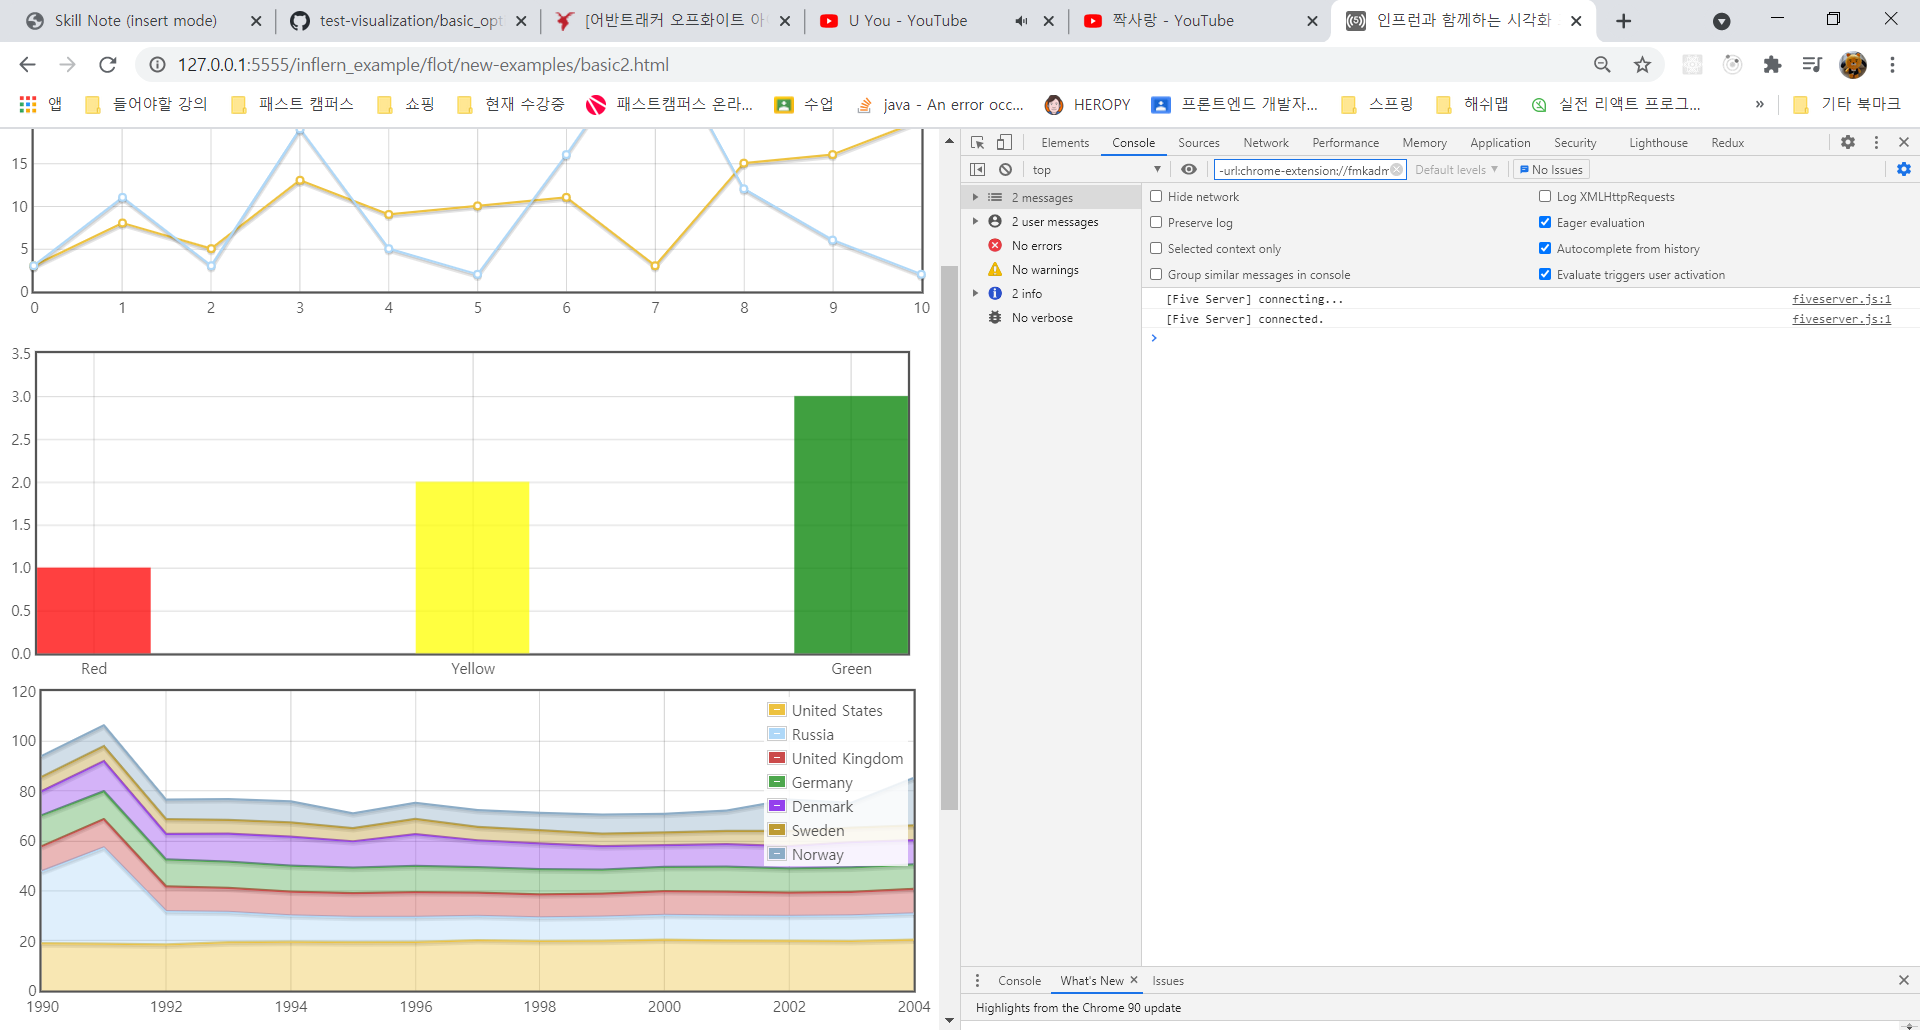 Skill Note (insert mode)
test-visualization/basic_opt
[어반트래커 오프화이트 아
U You - YouTube
짝사랑 - YouTube
인프런과 함께하는 시각화
127.0.0.1:5555/inflern_example/flot/new-examples/basic2.html
앱 들어야할 강의 패스트 캠퍼스 쇼핑 현재 수강중 패스트캠퍼스 온라... 수업 java - An error occ... HEROPY 프론트엔드 개발자... 스프링 해쉬맵 실전 리액트 프로그... » 기타 북마크
15
10
5
0
0 1 2 3 4 5 6 7 8 9 10
3.5
3.0
2.5
2.0
1.5
1.0
0.5
0.0
Red Yellow Green
120
100
80
60
40
20
0
United States
Russia
United Kingdom
Germany
Denmark
Sweden
Norway
1990 1992 1994 1996 1998 2000 2002 2004
Elements Console Sources Network Performance Memory Application Security Lighthouse Redux
top -url:chrome-extension://fmkadm Default levels No Issues
2 messages
2 user messages
No errors
No warnings
2 info
No verbose
Hide network Log XMLHttpRequests
Preserve log Eager evaluation
Selected context only Autocomplete from history
Group similar messages in console Evaluate triggers user activation
[Five Server] connecting... fiveserver.js:1
[Five Server] connected. fiveserver.js:1
Console What's New Issues
Highlights from the Chrome 90 update